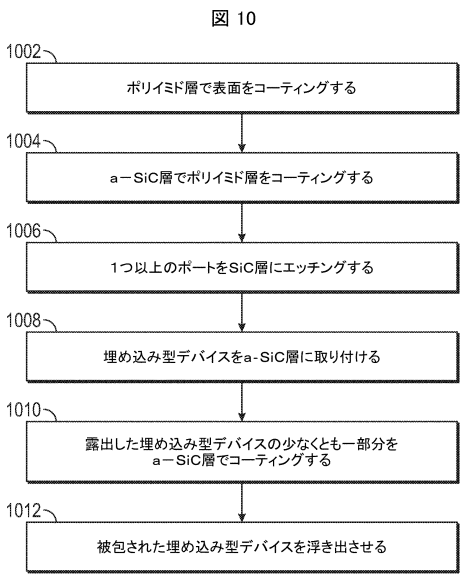 図 10
1002
ポリイミド層で表面をコーティングする
1004
a－SiC層でポリイミド層をコーティングする
1006
1つ以上のポートをSiC層にエッチングする
1008
埋め込み型デバイスをa-SiC層に取り付ける
1010
露出した埋め込み型デバイスの少なくとも一部分を
a－SiC層でコーティングする
1012
被包された埋め込み型デバイスを浮き出させる